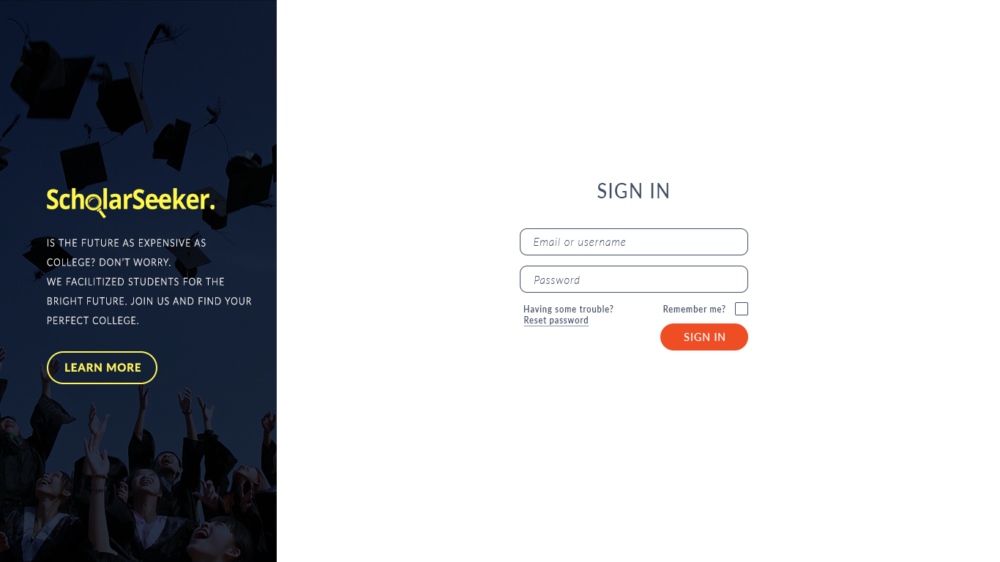 ScholarSeeker.
IS THE FUTURE AS EXPENSIVE AS
COLLEGE? DON'T WORRY.
WE FACILITIZED STUDENTS FOR THE
BRIGHT FUTURE. JOIN US AND FIND YOUR
PERFECT COLLEGE.
LEARN MORE
SIGN IN
Email or username
Password
Having some trouble?
Reset password
Remember me?
SIGN IN